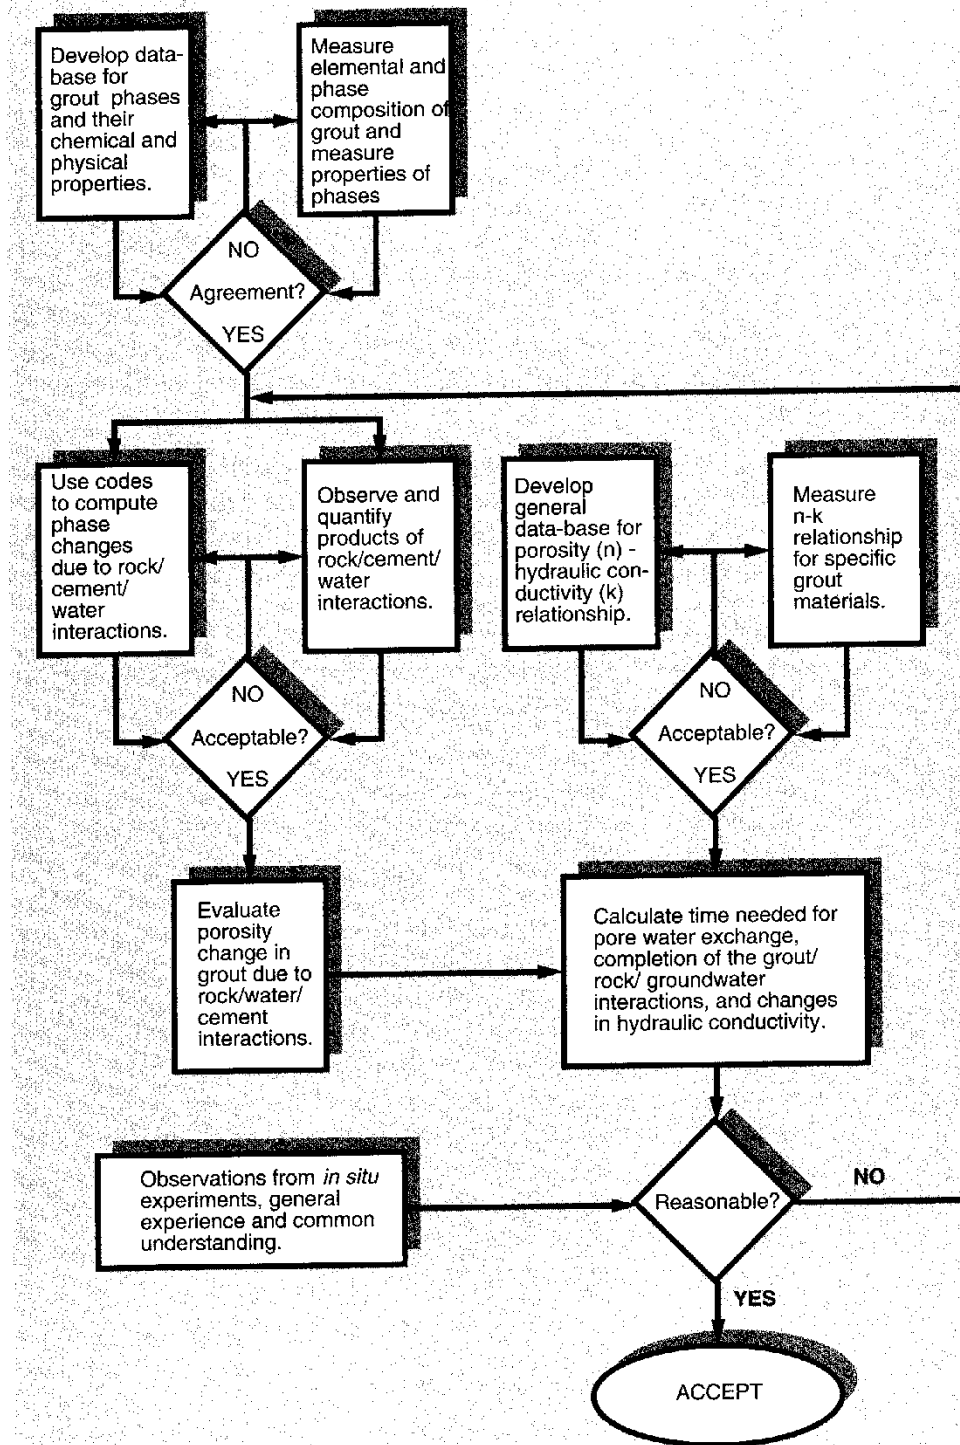 Develop data-
base for
grout phases
and their
chemical and
physical
properties.
Measure
elemental and
phase
composition of
grout and
measure
properties of
phases
NO
Agreement?
YES
Use codes
to compute
phase
changes
due to rock/
cement/
water
interactions.
Observe and
quantify
products of
rock/cement/
water
interactions.
Develop
general
data-base for
porosity (n) -
hydraulic con-
ductivity (k)
relationship.
Measure
n-k
relationship
for specific
grout
materials.
NO
Acceptable?
YES
NO
Acceptable?
YES
Evaluate
porosity
change in
grout due to
rock/water/
cement
interactions.
Calculate time needed for
pore water exchange,
completion of the grout/
rock/ groundwater
interactions, and changes
in hydraulic conductivity.
Observations from in situ
experiments, general
experience and common
understanding.
Reasonable?
NO
YES
ACCEPT